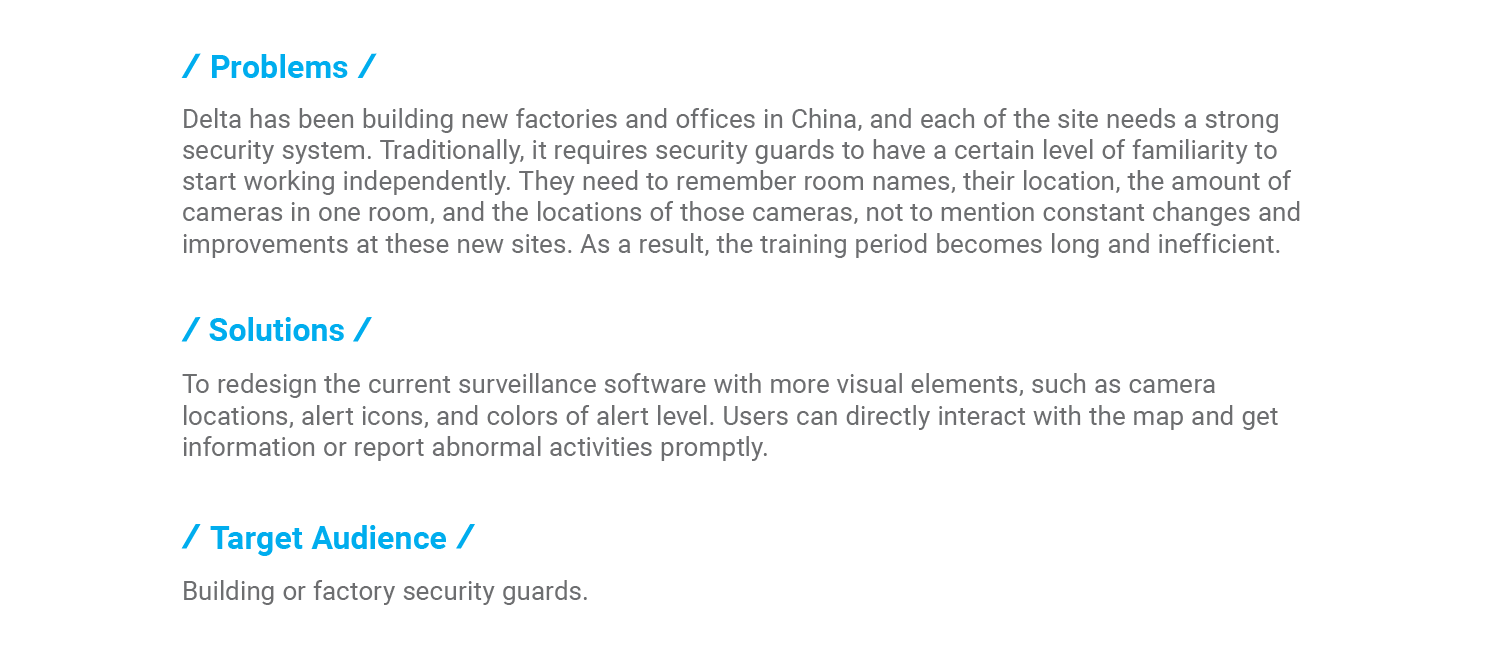 / Problems /
Delta has been building new factories and offices in China, and each of the site needs a strong
security system. Traditionally, it requires security guards to have a certain level of familiarity to
start working independently. They need to remember room names, their location, the amount of
cameras in one room, and the locations of those cameras, not to mention constant changes and
improvements at these new sites. As a result, the training period becomes long and inefficient.
/ Solutions /
To redesign the current surveillance software with more visual elements, such as camera
locations, alert icons, and colors of alert level. Users can directly interact with the map and get
information or report abnormal activities promptly.
/ Target Audience /
Building or factory security guards.